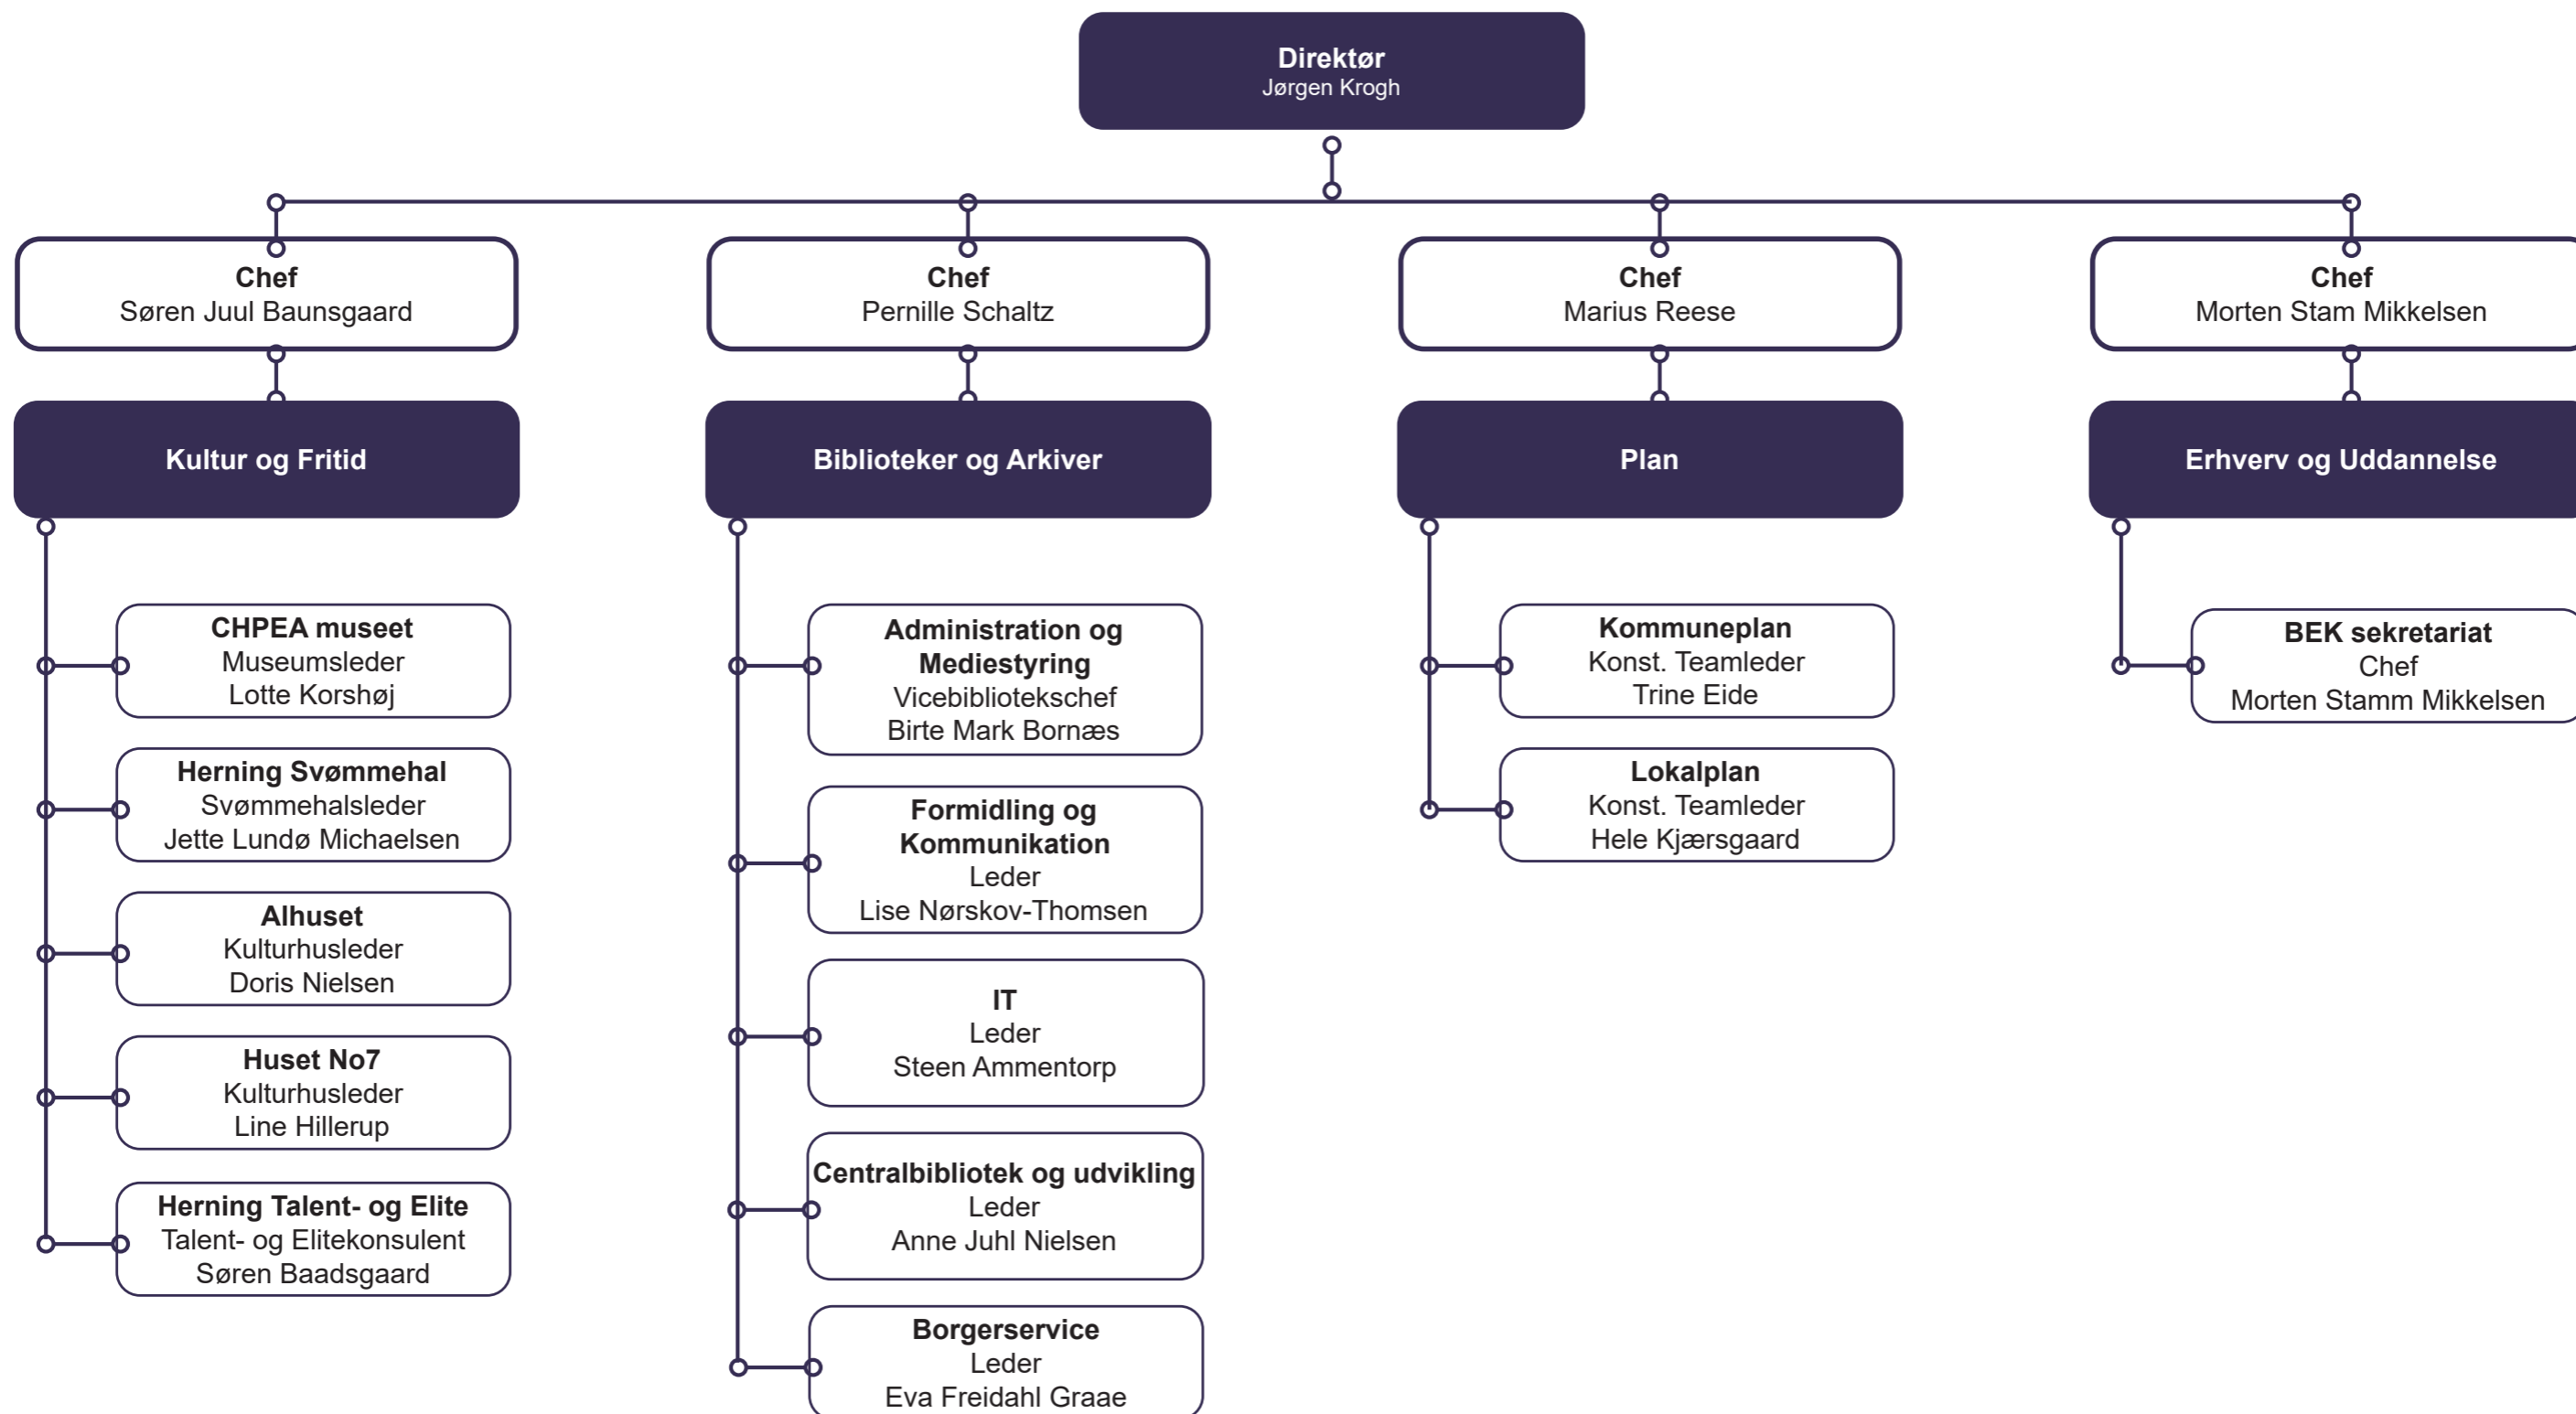 Direktør
Jørgen Krogh
Chef
Søren Juul Baunsgaard
Chef
Pernille Schaltz
Chef
Marius Reese
Chef
Morten Stam Mikkelsen
Kultur og Fritid
Biblioteker og Arkiver
Plan
Erhverv og Uddannelse
CHPEA museet
Museumsleder
Lotte Korshøj
Herning Svømmehal
Svømmehalsleder
Jette Lundø Michaelsen
Alhuset
Kulturhusleder
Doris Nielsen
Huset No7
Kulturhusleder
Line Hillerup
Herning Talent- og Elite
Talent- og Elitekonsulent
Søren Baadsgaard
Administration og
Mediestyring
Vicebibliotekschef
Birte Mark Bornæs
Formidling og
Kommunikation
Leder
Lise Nørskov-Thomsen
IT
Leder
Steen Ammentorp
Centralbibliotek og udvikling
Leder
Anne Juhl Nielsen
Borgerservice
Leder
Eva Freidahl Graae
Kommuneplan
Konst. Teamleder
Trine Eide
Lokalplan
Konst. Teamleder
Hele Kjærsgaard
BEK sekretariat
Chef
Morten Stamm Mikkelsen